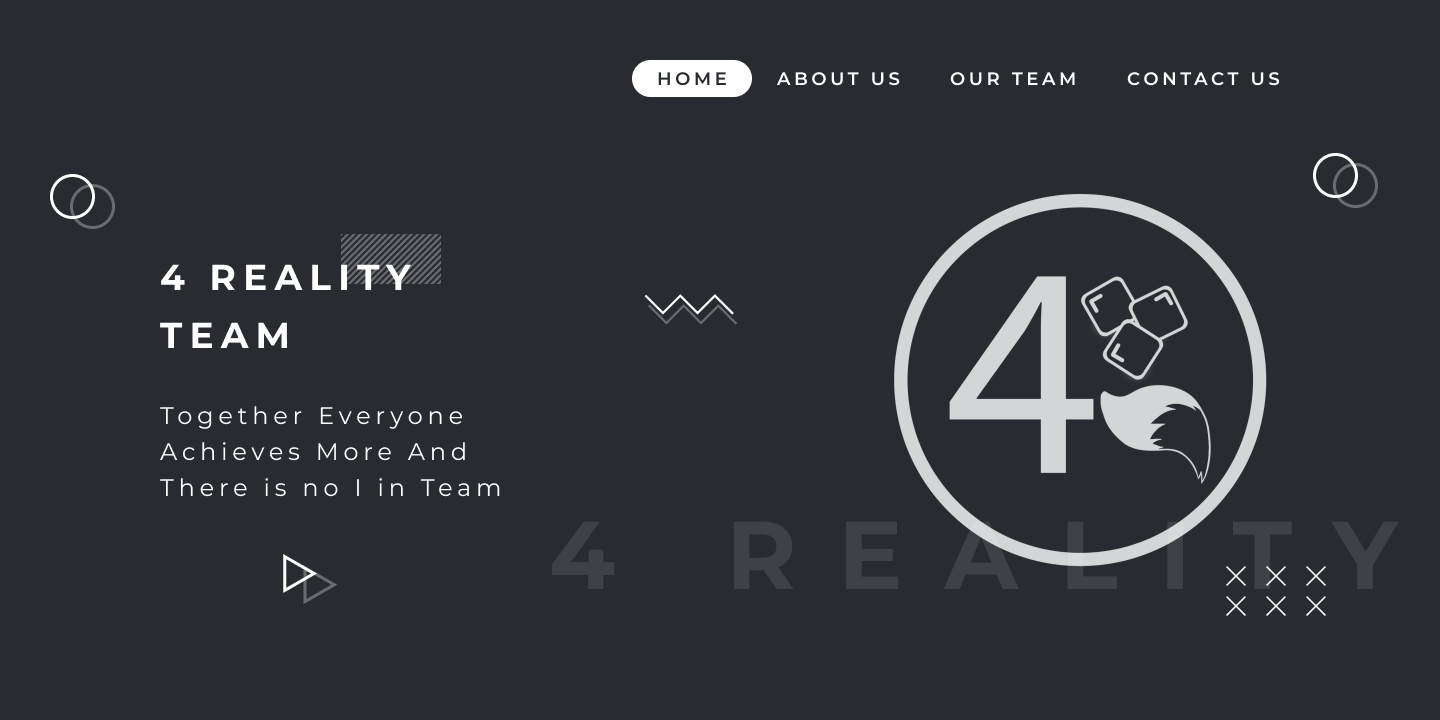 HOME ABOUT US OUR TEAM CONTACT US
4 REALITY
TEAM
Together Everyone
Achieves More And
There is no I in Team
4
4 REALITY